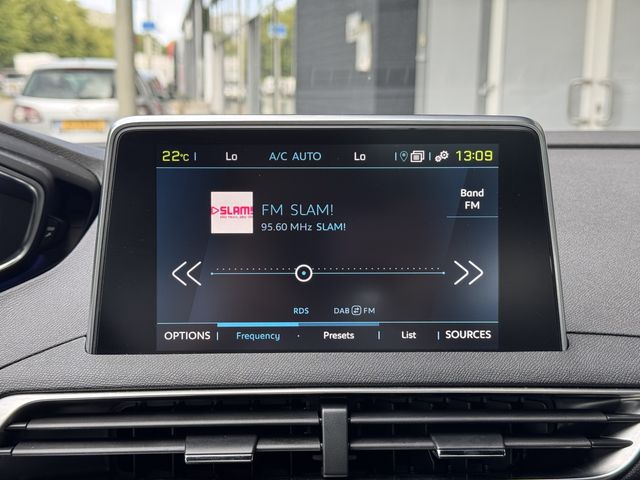 22°C Lo A/C AUTO Lo 13:09
SLAM!
FM SLAM!
95.60 MHz SLAM!
Band
FM
RDS DAB FM
OPTIONS Frequency Presets List SOURCES